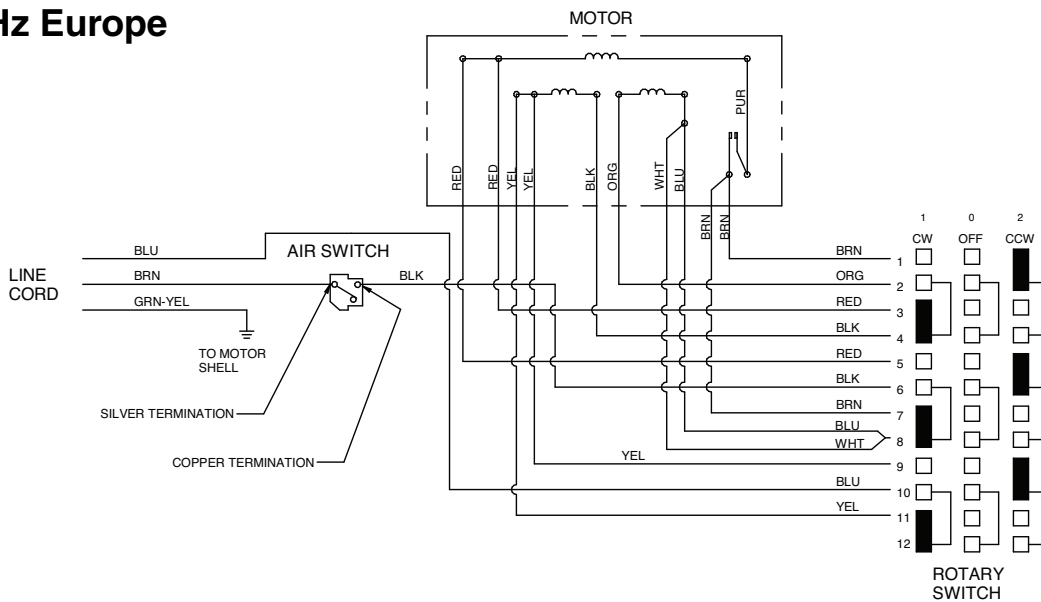 Hz Europe
MOTOR
PUR
RED
RED
YEL
YEL
BLK
ORG
WHT
BLU
BRN
BRN
1 0 2
CW OFF CCW
LINE
CORD
BLU
BRN
GRN-YEL
AIR SWITCH
BLK
TO MOTOR
SHELL
SILVER TERMINATION
COPPER TERMINATION
BRN 1
ORG 2
RED 3
BLK 4
RED 5
BLK 6
BRN 7
BLU
WHT 8
YEL 9
BLU 10
YEL 11
12
ROTARY
SWITCH